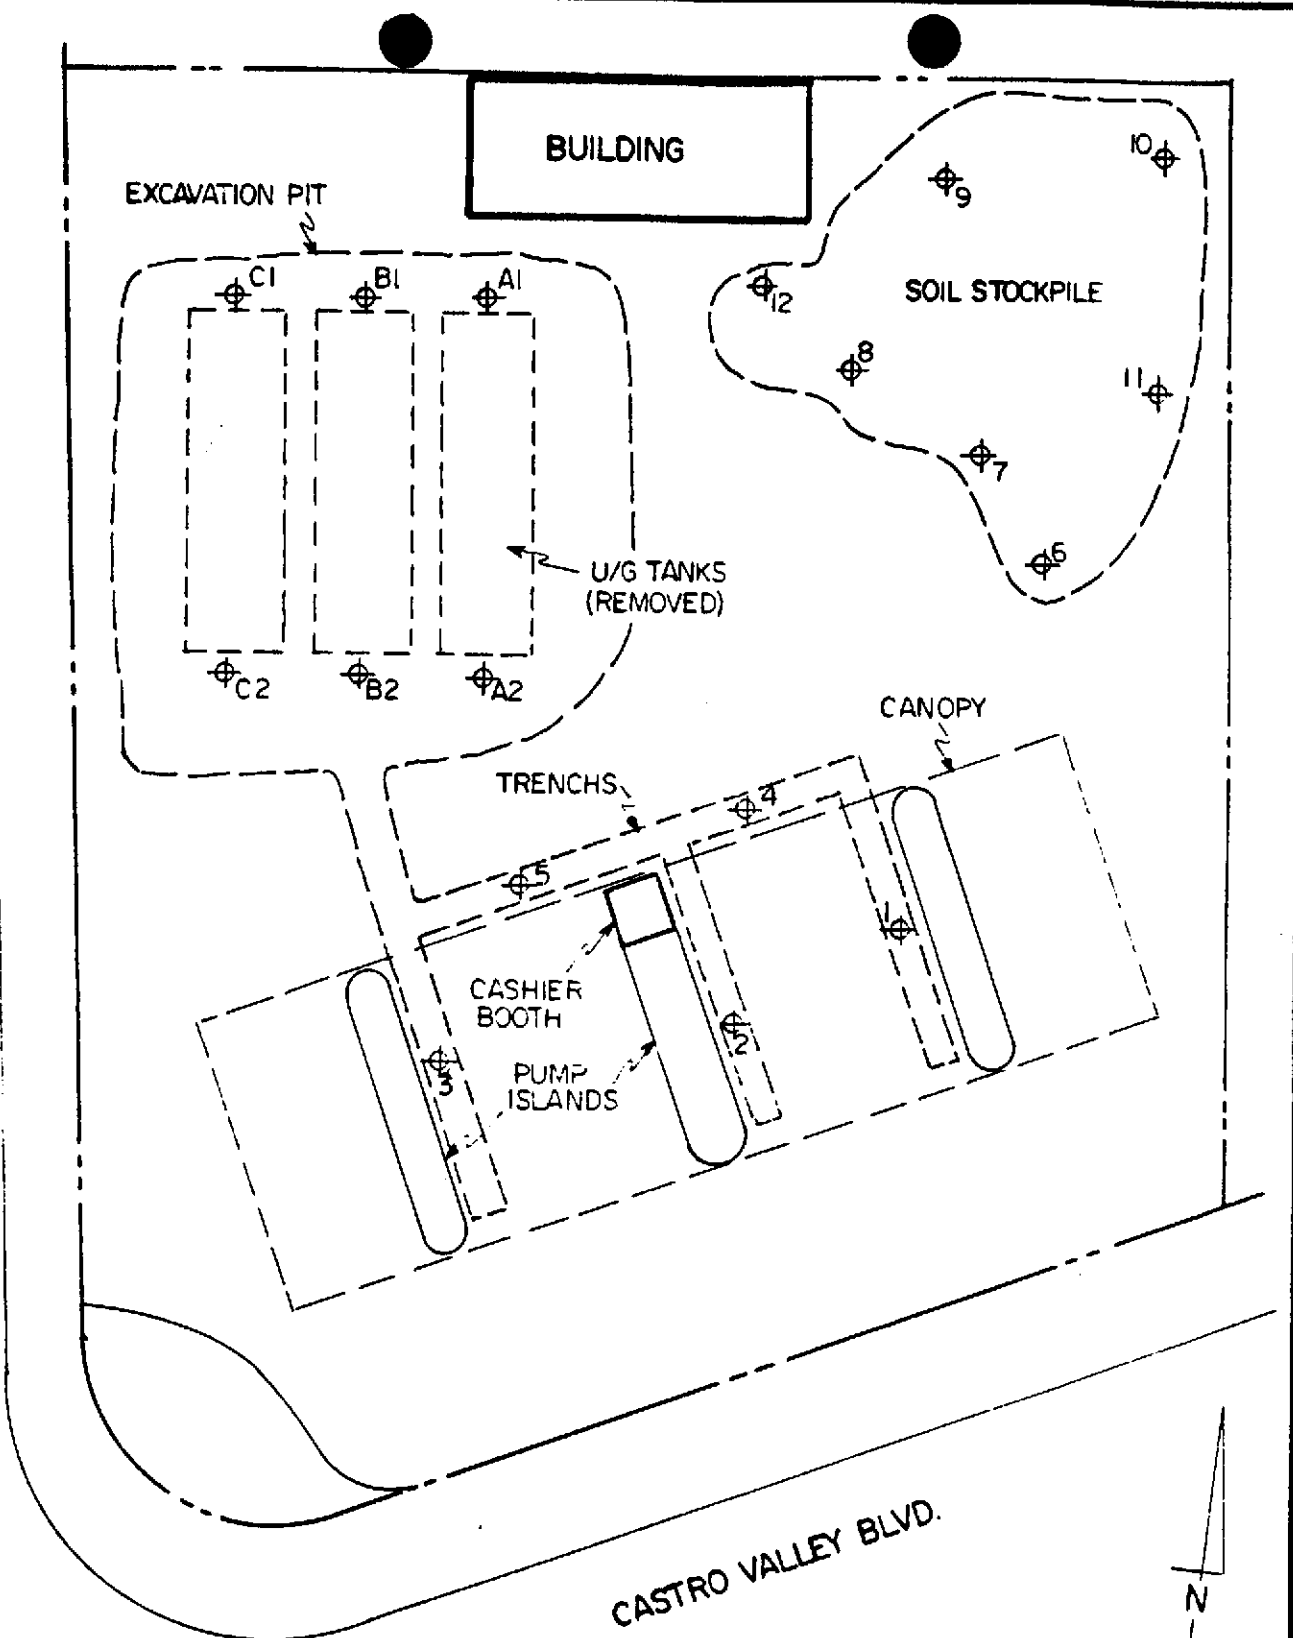 BUILDING
10
9
EXCAVATION PIT
C1
B1
A1
12
SOIL STOCKPILE
8
11
7
6
U/G TANKS
(REMOVED)
C2
B2
A2
CANOPY
TRENCHS
4
5
1
CASHIER
BOOTH
2
3
PUMP
ISLANDS
CASTRO VALLEY BLVD.
N